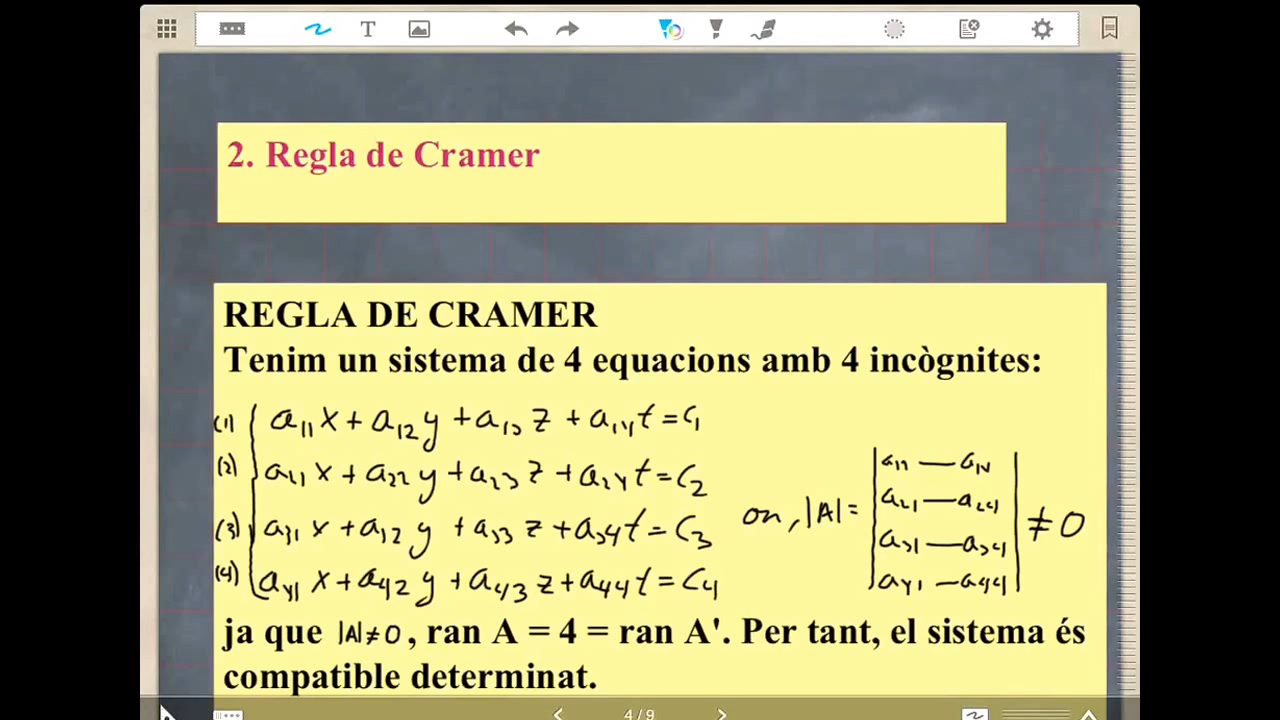 T
2. Regla de Cramer
REGLA DE CRAMER
Tenim un sistema de 4 equacions amb 4 incògnites:
(1) a11 x + a12 y + a13 z + a14 t = C1
(2) a21 x + a22 y + a23 z + a24 t = C2
(3) a31 x + a32 y + a33 z + a34 t = C3
(4) a41 x + a42 y + a43 z + a44 t = C4
on, |A| = | a11 — a14 | ≠ 0
a21 — a24
a31 — a34
a41 — a44
ja que |A| ≠ 0, ran A = 4 = ran A'. Per tant, el sistema és
compatible determinat.
4 / 9